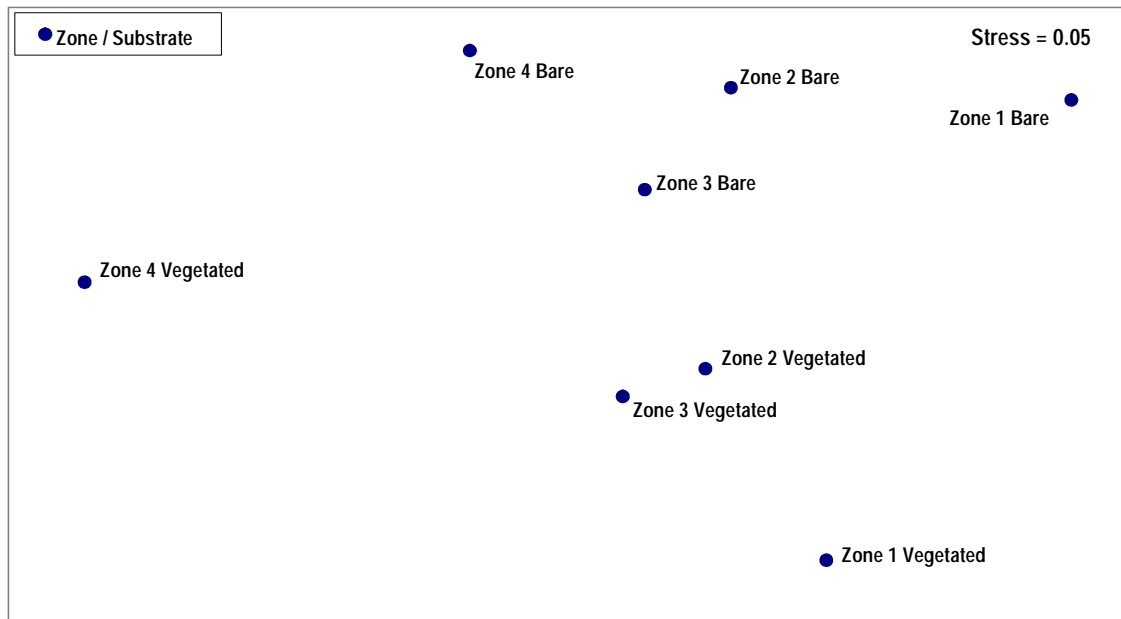 Zone / Substrate
Stress = 0.05
Zone 4 Bare
Zone 2 Bare
Zone 1 Bare
Zone 3 Bare
Zone 4 Vegetated
Zone 2 Vegetated
Zone 3 Vegetated
Zone 1 Vegetated